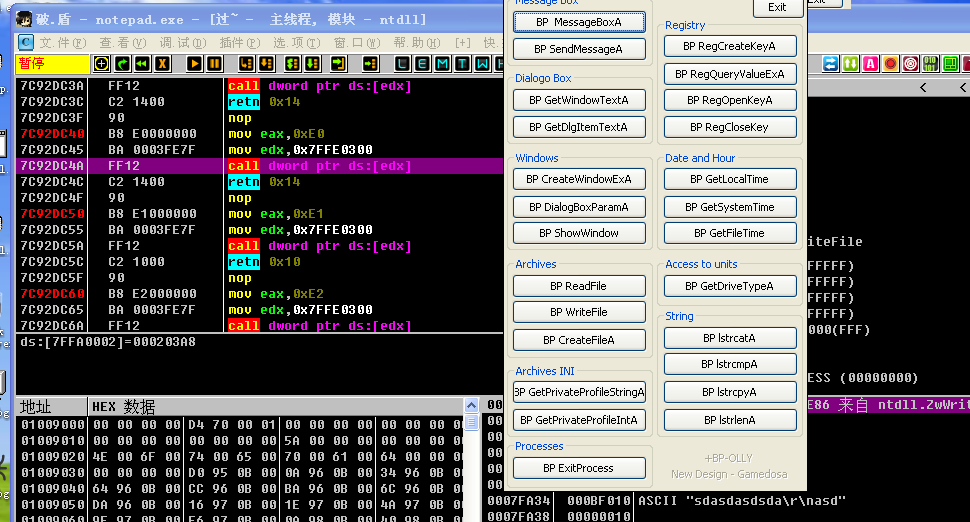 破. 盾 - notepad.exe - [过~ - 主线程, 模块 - ntdll]
文件(F) 查看(V) 调试(D) 插件(P) 选项(T) 窗口(W) 帮助(H) [+] 快
暂停
7C92DC3A FF12 call dword ptr ds:[edx]
7C92DC3C C2 1400 retn 0x14
7C92DC3F 90 nop
7C92DC40 B8 E0000000 mov eax,0xE0
7C92DC45 BA 0003FE7F mov edx,0x7FFE0300
7C92DC4A FF12 call dword ptr ds:[edx]
7C92DC4C C2 1400 retn 0x14
7C92DC4F 90 nop
7C92DC50 B8 E1000000 mov eax,0xE1
7C92DC55 BA 0003FE7F mov edx,0x7FFE0300
7C92DC5A FF12 call dword ptr ds:[edx]
7C92DC5C C2 1000 retn 0x10
7C92DC5F 90 nop
7C92DC60 B8 E2000000 mov eax,0xE2
7C92DC65 BA 0003FE7F mov edx,0x7FFE0300
7C92DC6A FF12 call dword ptr ds:[edx]
ds:[7FFA0002]=000203A8
地址 HEX 数据
01009000 00 00 00 00 D4 70 00 01 00 00 00 00 00 00 00 00
01009010 00 00 00 00 00 00 00 00 5A 00 00 00 00 00 00 00
01009020 4E 00 6F 00 74 00 65 00 70 00 61 00 64 00 00 00
01009030 00 00 00 00 D0 95 0B 00 0A 96 0B 00 34 96 0B 00
01009040 64 96 0B 00 CC 96 0B 00 BA 96 0B 00 6C 96 0B 00
01009050 DA 96 0B 00 16 97 0B 00 1E 97 0B 00 4A 97 0B 00
Message Box
BP MessageBoxA
BP SendMessageA
Dialogo Box
BP GetWindowTextA
BP GetDlgItemTextA
Windows
BP CreateWindowExA
BP DialogBoxParamA
BP ShowWindow
Archives
BP ReadFile
BP WriteFile
BP CreateFileA
Archives INI
BP GetPrivateProfileStringA
BP GetPrivateProfileIntA
Processes
BP ExitProcess
Exit
Registry
BP RegCreateKeyA
BP RegQueryValueExA
BP RegOpenKeyA
BP RegCloseKey
Date and Hour
BP GetLocalTime
BP GetSystemTime
BP GetFileTime
Access to units
BP GetDriveTypeA
String
BP lstrcatA
BP lstrcmpA
BP lstrcpyA
BP lstrlenA
+BP-OLLY
New Design - Gamedosa
iteFile
FFFFF)
FFFFF)
FFFFF)
FFFFF)
000(FFF)
ESS (00000000)
E86 来自 ntdll.ZwWri
0007FA34 000BF010 ASCII "sdasdasdsda\r\nasd"
0007FA38 00000010